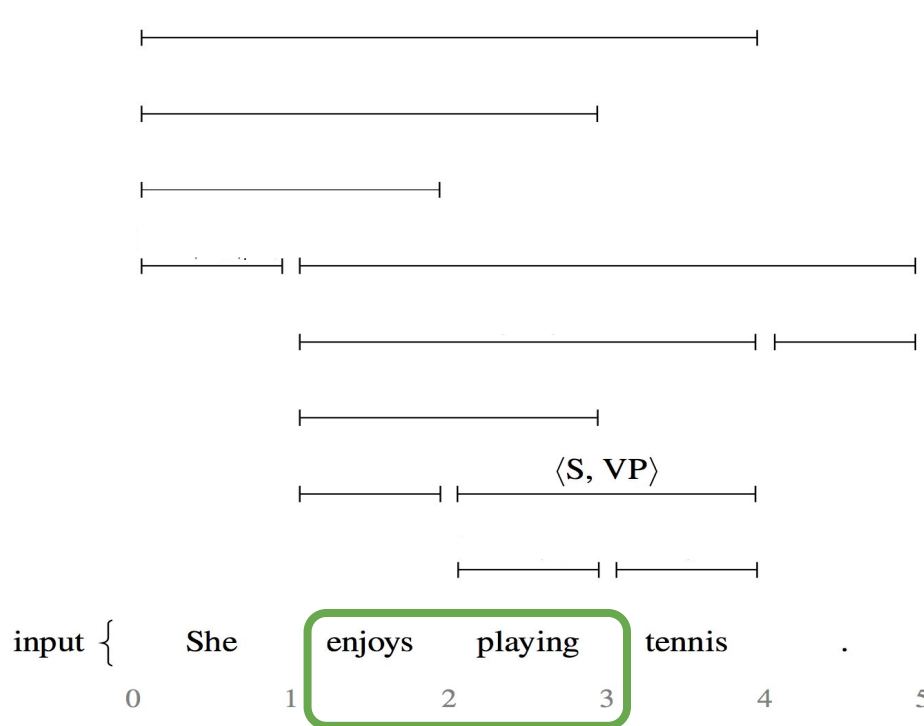 ⟨S, VP⟩
input { She enjoys playing tennis .
0 1 2 3 4 5